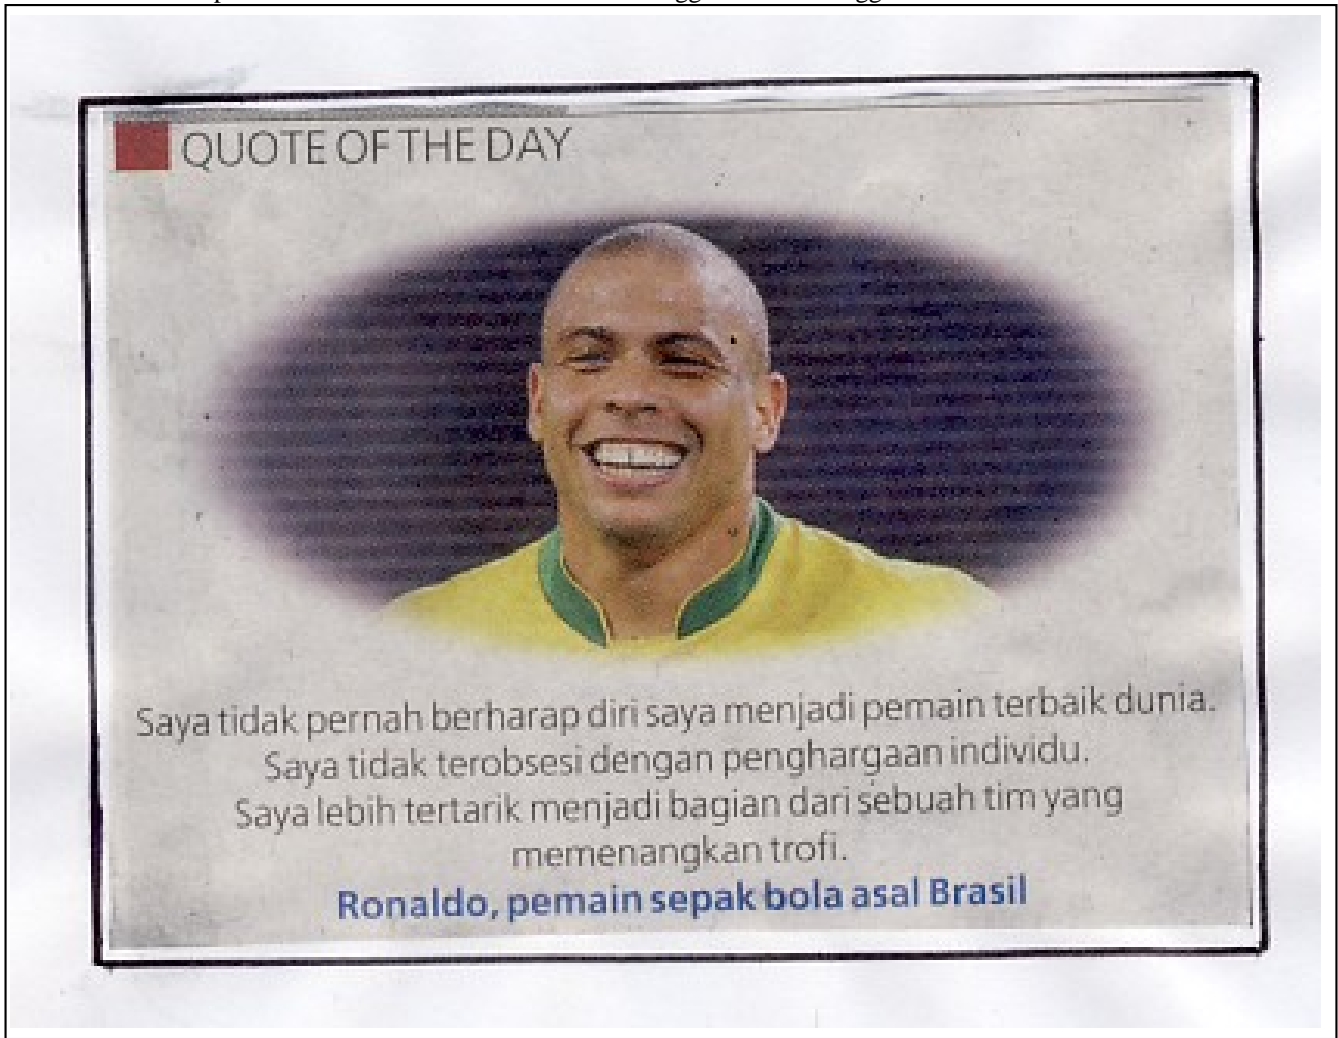 QUOTE OF THE DAY
Saya tidak pernah berharap diri saya menjadi pemain terbaik dunia.
Saya tidak terobsesi dengan penghargaan individu.
Saya lebih tertarik menjadi bagian dari sebuah tim yang
memenangkan trofi.
Ronaldo, pemain sepak bola asal Brasil